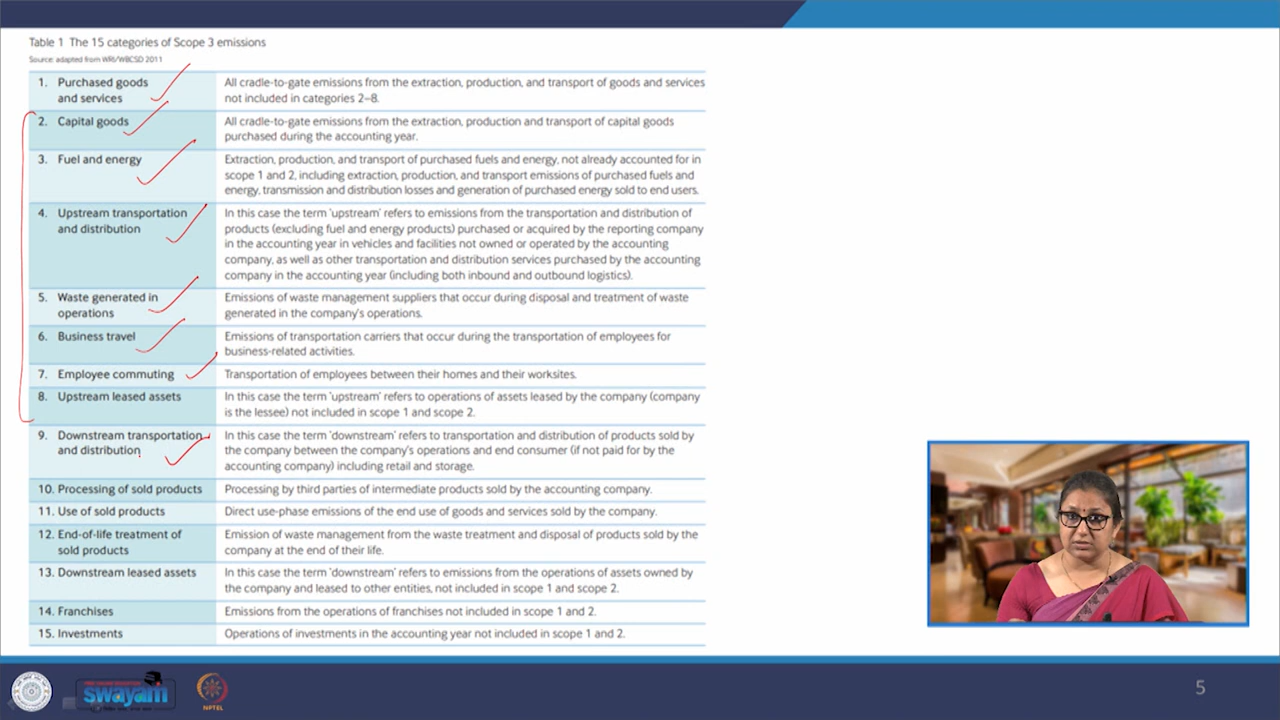 Table 1 The 15 categories of Scope 3 emissions
Source: adapted from WRI/WBCSD 2011
1. Purchased goods
and services
All cradle-to-gate emissions from the extraction, production, and transport of goods and services
not included in categories 2–8.
2. Capital goods
All cradle-to-gate emissions from the extraction, production and transport of capital goods
purchased during the accounting year.
3. Fuel and energy
Extraction, production, and transport of purchased fuels and energy, not already accounted for in
scope 1 and 2, including extraction, production, and transport emissions of purchased fuels and
energy, transmission and distribution losses and generation of purchased energy sold to end users.
4. Upstream transportation
and distribution
In this case the term 'upstream' refers to emissions from the transportation and distribution of
products (excluding fuel and energy products) purchased or acquired by the reporting company
in the accounting year in vehicles and facilities not owned or operated by the accounting
company, as well as other transportation and distribution services purchased by the accounting
company in the accounting year (including both inbound and outbound logistics).
5. Waste generated in
operations
Emissions of waste management suppliers that occur during disposal and treatment of waste
generated in the company's operations.
6. Business travel
Emissions of transportation carriers that occur during the transportation of employees for
business-related activities.
7. Employee commuting
Transportation of employees between their homes and their worksites.
8. Upstream leased assets
In this case the term 'upstream' refers to operations of assets leased by the company (company
is the lessee) not included in scope 1 and scope 2.
9. Downstream transportation
and distribution
In this case the term 'downstream' refers to transportation and distribution of products sold by
the company between the company's operations and end consumer (if not paid for by the
accounting company) including retail and storage.
10. Processing of sold products
Processing by third parties of intermediate products sold by the accounting company.
11. Use of sold products
Direct use-phase emissions of the end use of goods and services sold by the company.
12. End-of-life treatment of
sold products
Emission of waste management from the waste treatment and disposal of products sold by the
company at the end of their life.
13. Downstream leased assets
In this case the term 'downstream' refers to emissions from the operations of assets owned by
the company and leased to other entities, not included in scope 1 and scope 2.
14. Franchises
Emissions from the operations of franchises not included in scope 1 and 2.
15. Investments
Operations of investments in the accounting year not included in scope 1 and 2.
swayam
NPTEL
5